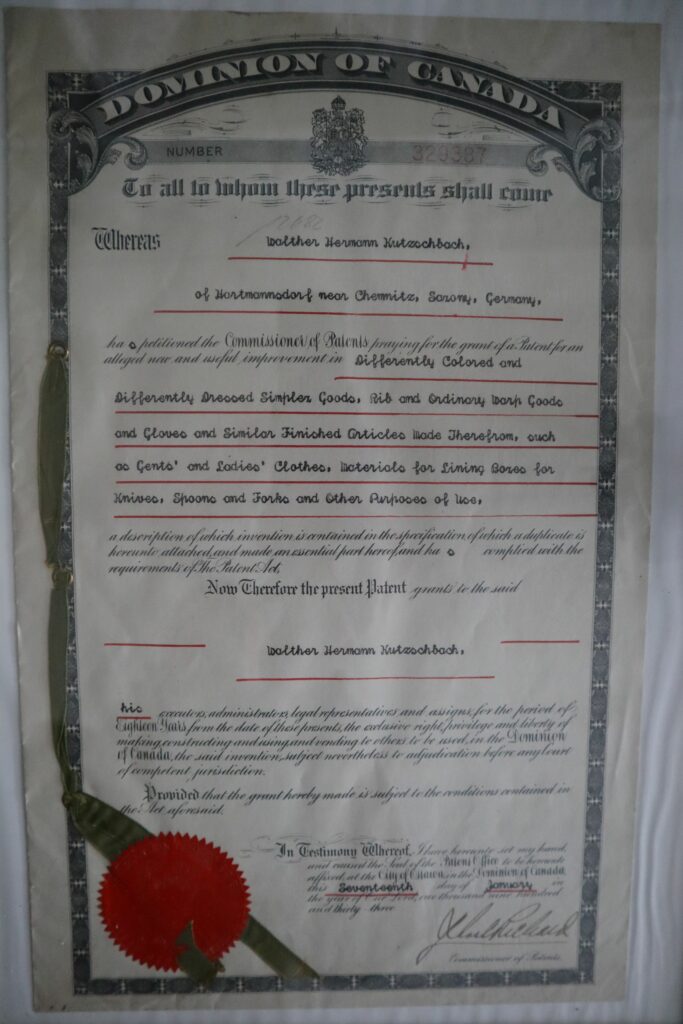 DOMINION OF CANADA
NUMBER 329387
To all to whom these presents shall come
Whereas Walther Hermann Kutzschbach,
of Hartmannsdorf near Chemnitz, Saxony, Germany,
ha s petitioned the Commissioner of Patents praying for the grant of a Patent for an
alleged new and useful improvement in Differently Colored and
Differently Dressed Simplex Goods, Rib and Ordinary Warp Goods
and Gloves and Similar Finished Articles Made Therefrom, such
as Gents' and Ladies' Clothes, Materials for Lining Boxes for
Knives, Spoons and Forks and Other Purposes of Use,
a description of which invention is contained in the specification of which a duplicate is
hereunto attached, and made an essential part hereof, and ha s complied with the
requirements of The Patent Act,
Now Therefore the present Patent grants to the said
Walther Hermann Kutzschbach,
his executors, administrators, legal representatives and assigns, for the period of
Eighteen Years from the date of these presents, the exclusive right, privilege and liberty of
making, constructing and using, and vending to others to be used, in the Dominion
of Canada, the said invention, subject nevertheless to adjudication before any Court
of competent jurisdiction.
Provided that the grant hereby made is subject to the conditions contained in
the Act aforesaid.
In Testimony Whereof, I have hereunto set my hand
and caused the Seal of the Patent Office to be hereunto
affixed, at the City of Ottawa, in the Dominion of Canada,
this Seventeenth day of January in
the year of Our Lord, one thousand nine hundred
and thirty-three
Commissioner of Patents.